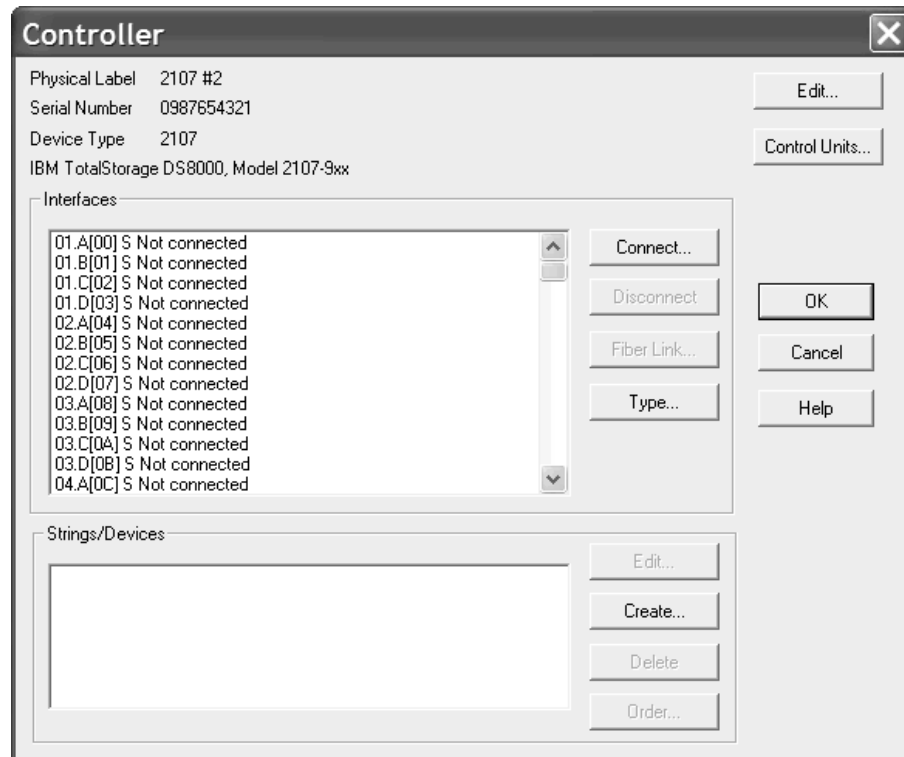 Controller
Physical Label 2107 #2
Edit...
Serial Number 0987654321
Device Type 2107
Control Units...
IBM TotalStorage DS8000, Model 2107-9xx
Interfaces
01.A[00] S Not connected
01.B[01] S Not connected
01.C[02] S Not connected
01.D[03] S Not connected
02.A[04] S Not connected
02.B[05] S Not connected
02.C[06] S Not connected
02.D[07] S Not connected
03.A[08] S Not connected
03.B[09] S Not connected
03.C[0A] S Not connected
03.D[0B] S Not connected
04.A[0C] S Not connected
Connect...
Disconnect
Fiber Link...
Type...
OK
Cancel
Help
Strings/Devices
Edit...
Create...
Delete
Order...